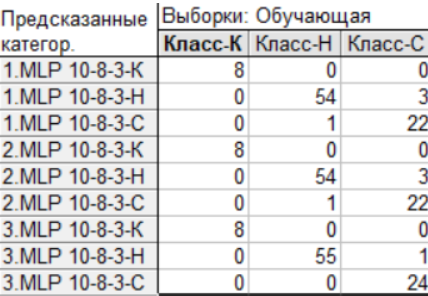 Предсказанные Выборки: Обучающая
категор. Класс-К Класс-Н Класс-С
1.MLP 10-8-3-К 8 0 0
1.MLP 10-8-3-Н 0 54 3
1.MLP 10-8-3-С 0 1 22
2.MLP 10-8-3-К 8 0 0
2.MLP 10-8-3-Н 0 54 3
2.MLP 10-8-3-С 0 1 22
3.MLP 10-8-3-К 8 0 0
3.MLP 10-8-3-Н 0 55 1
3.MLP 10-8-3-С 0 0 24